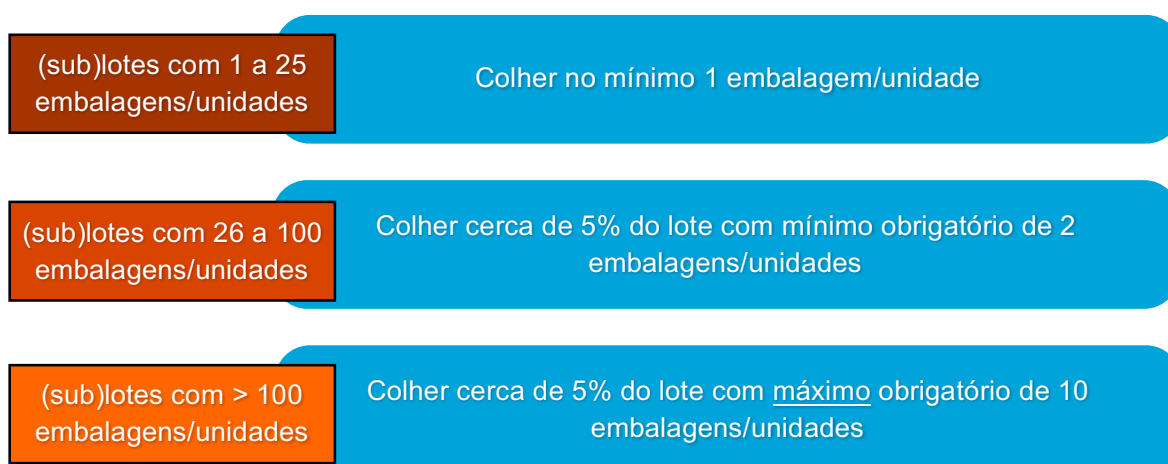 (sub)lotes com 1 a 25
embalagens/unidades
Colher no mínimo 1 embalagem/unidade
(sub)lotes com 26 a 100
embalagens/unidades
Colher cerca de 5% do lote com mínimo obrigatório de 2
embalagens/unidades
(sub)lotes com > 100
embalagens/unidades
Colher cerca de 5% do lote com máximo obrigatório de 10
embalagens/unidades